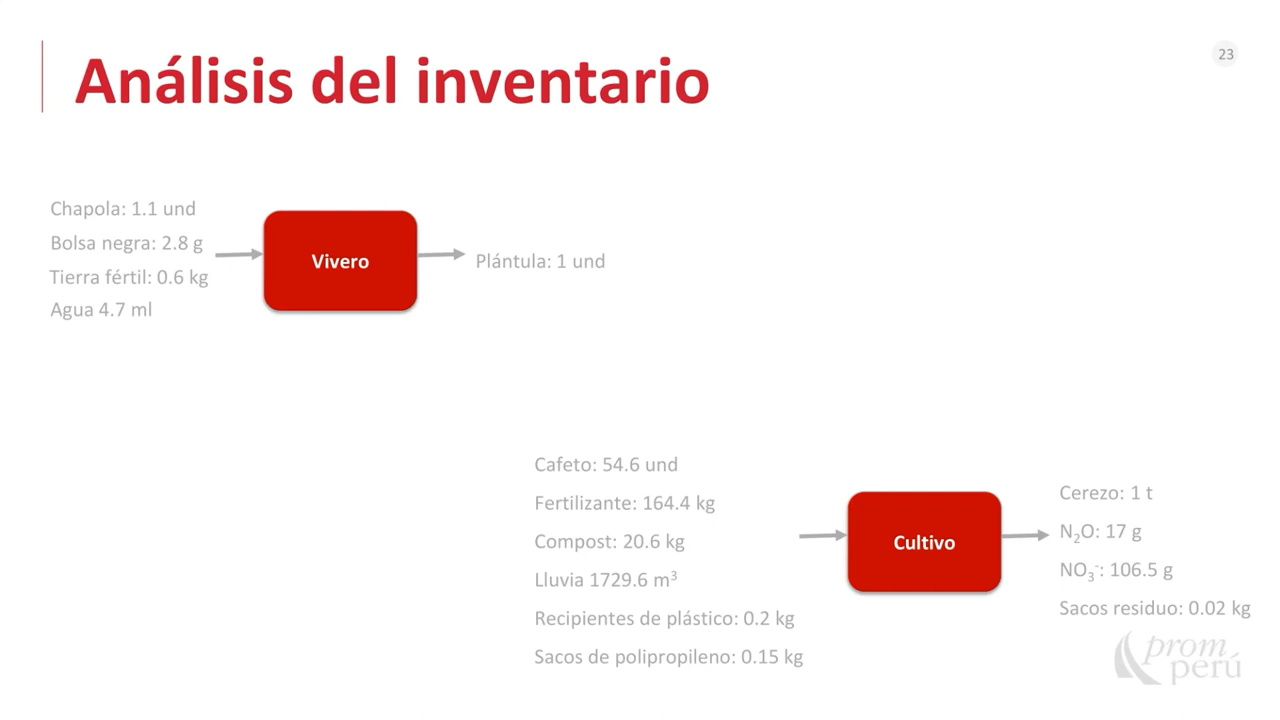 Análisis del inventario
23
Chapola: 1.1 und
Bolsa negra: 2.8 g
Tierra fértil: 0.6 kg
Agua 4.7 ml
Vivero
Plántula: 1 und
Cafeto: 54.6 und
Fertilizante: 164.4 kg
Compost: 20.6 kg
Lluvia 1729.6 m³
Recipientes de plástico: 0.2 kg
Sacos de polipropileno: 0.15 kg
Cultivo
Cerezo: 1 t
N₂O: 17 g
NO₃⁻: 106.5 g
Sacos residuo: 0.02 kg
prom
perú